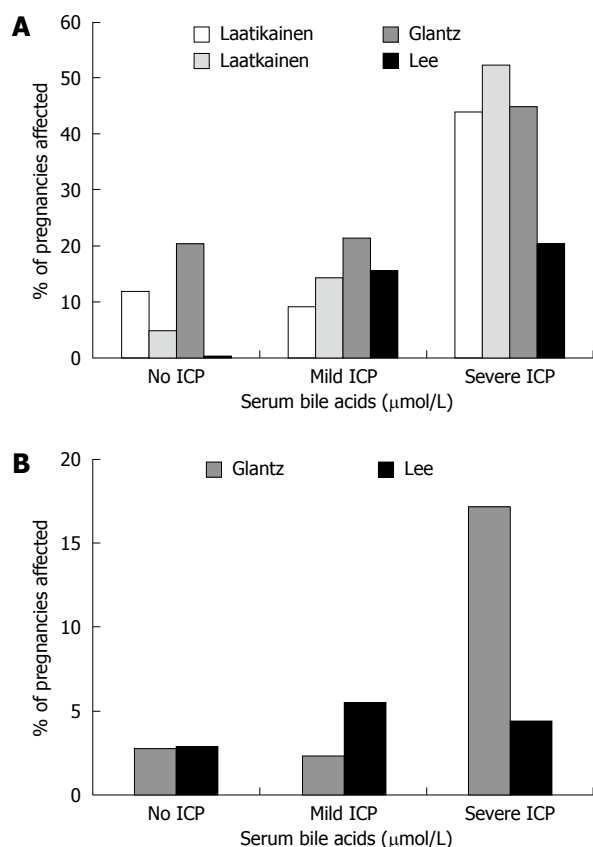 A
60
50
40
30
20
10
0
% of pregnancies affected
Laatikainen
Laatkainen
Glantz
Lee
No ICP Mild ICP Severe ICP
Serum bile acids (μmol/L)
B
20
15
10
5
0
% of pregnancies affected
Glantz Lee
No ICP Mild ICP Severe ICP
Serum bile acids (μmol/L)